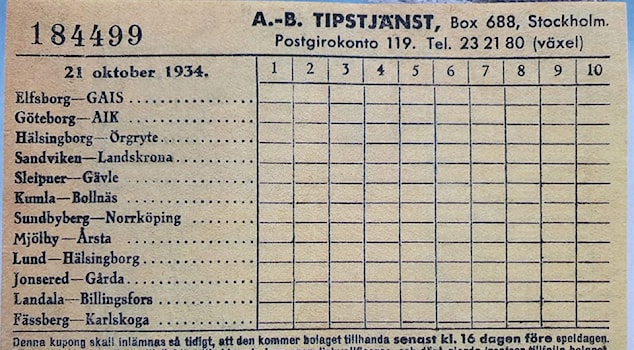 184499
A.-B. TIPSTJÄNST, Box 688, Stockholm.
Postgirokonto 119. Tel. 23 21 80 (växel)
21 oktober 1934. 1 2 3 4 5 6 7 8 9 10
Elfsborg—GAIS
Göteborg—AIK
Hälsingborg—Örgryte
Sandviken—Landskrona
Sleipner—Gävle
Kumla—Bollnäs
Sundbyberg—Norrköping
Mjölby—Årsta
Lund—Hälsingborg
Jonsered—Gårda
Landala—Billingsfors
Fässberg—Karlskoga
Denna kupong skall inlämnas så tidigt, att den kommer bolaget tillhanda senast kl. 16 dagen före speldagen.